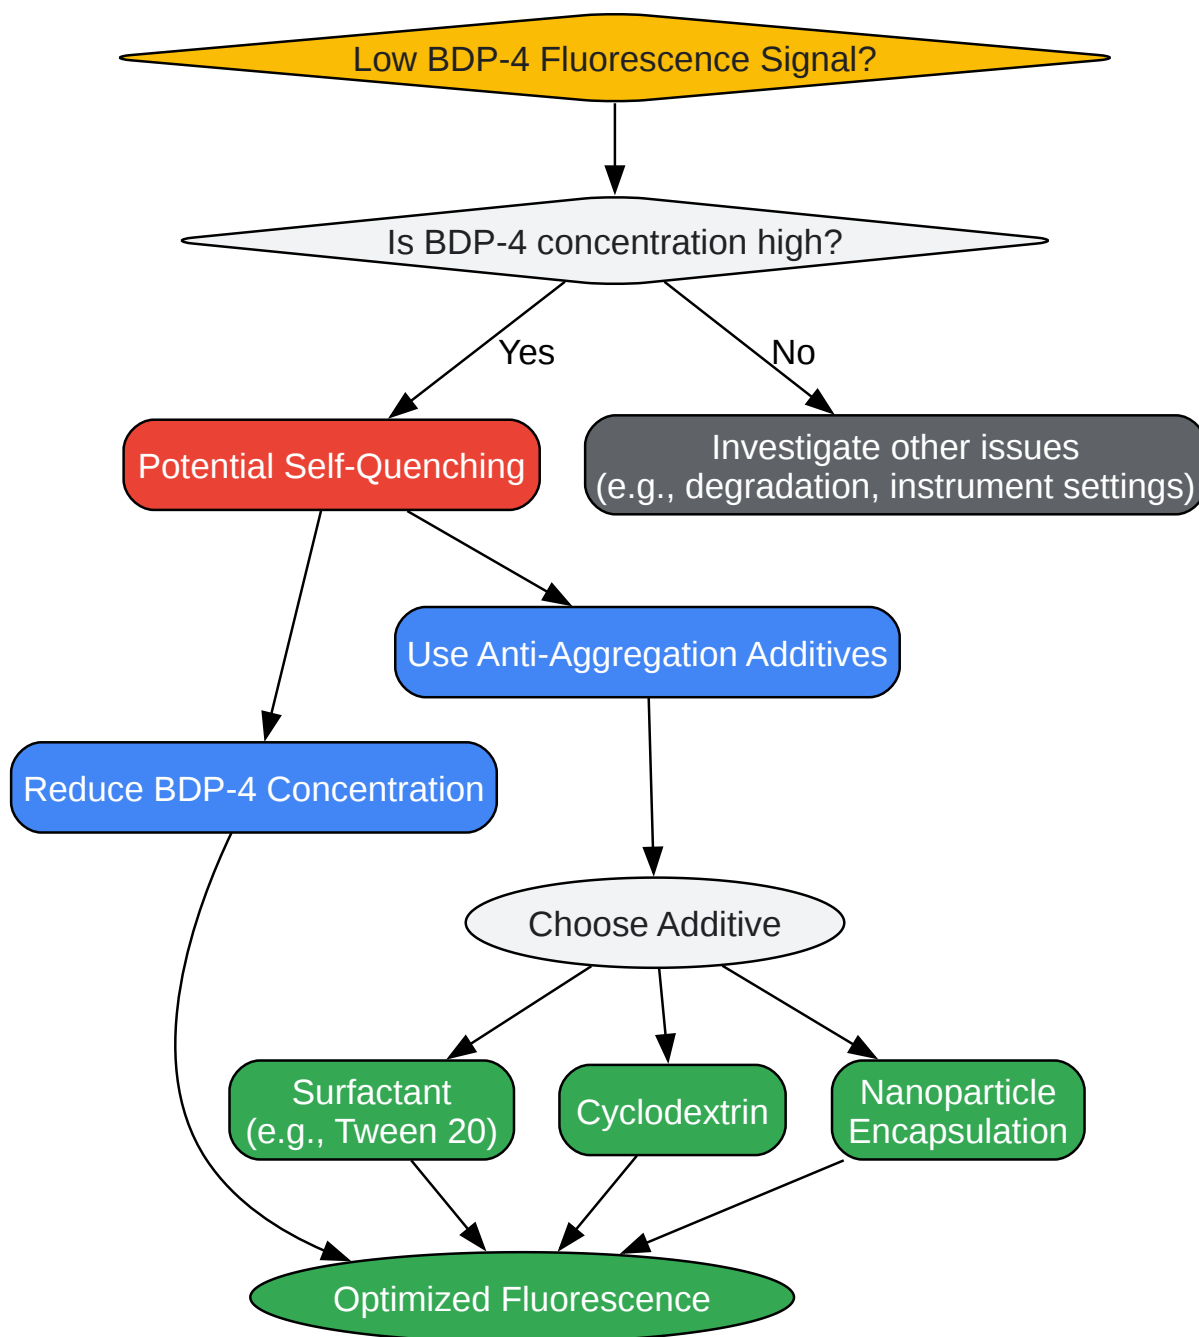 Low BDP-4 Fluorescence Signal?
Is BDP-4 concentration high?
Yes
No
Potential Self-Quenching
Investigate other issues
(e.g., degradation, instrument settings)
Use Anti-Aggregation Additives
Reduce BDP-4 Concentration
Choose Additive
Surfactant
(e.g., Tween 20)
Cyclodextrin
Nanoparticle
Encapsulation
Optimized Fluorescence